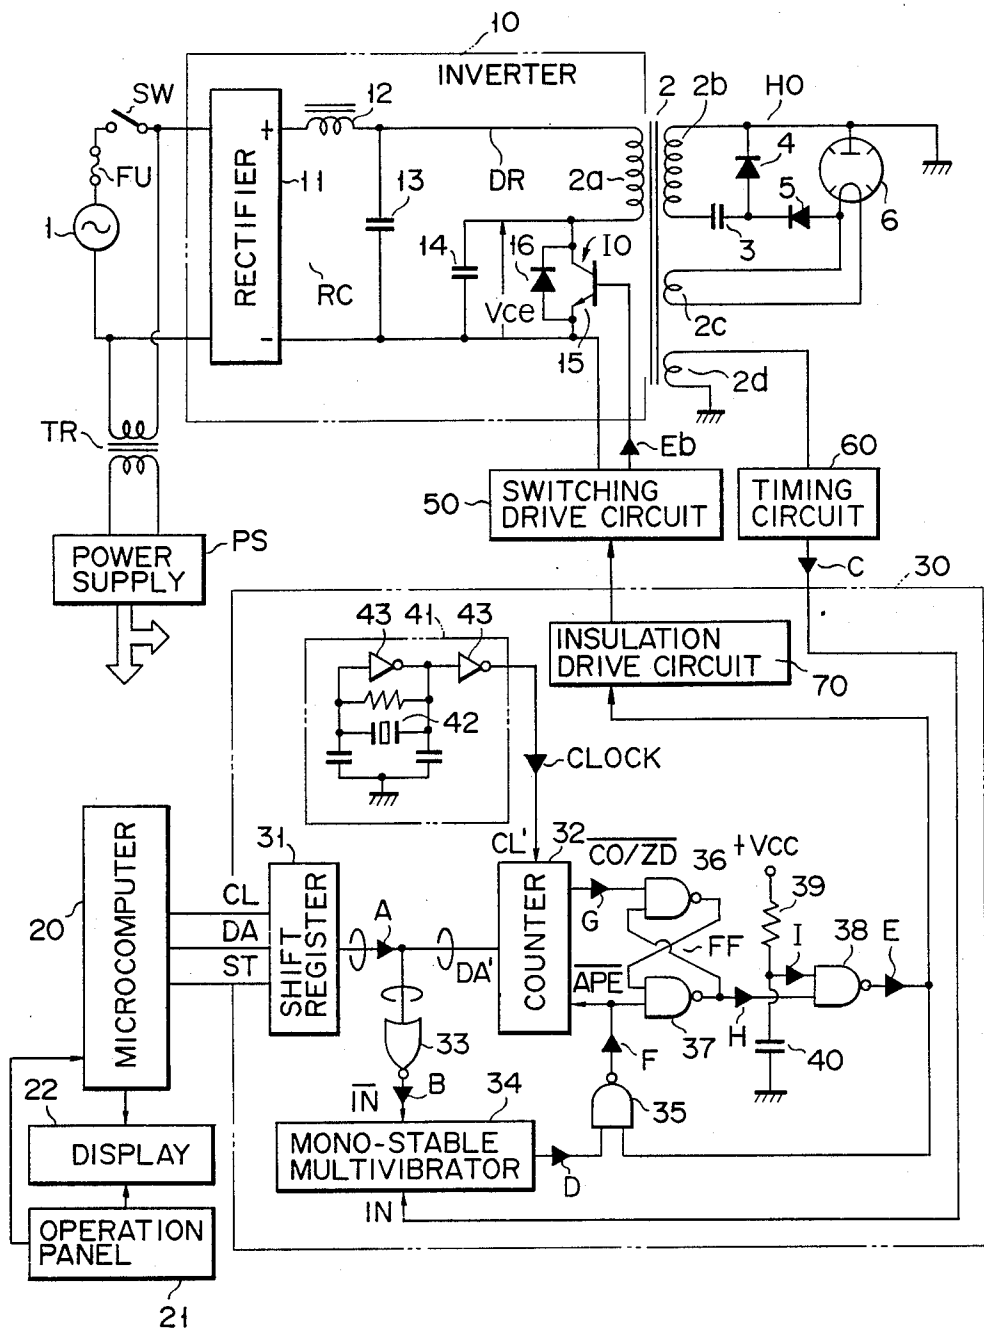 10
INVERTER
SW
FU
1
RECTIFIER
+
-
11
12
13
RC
DR
14
16
Vce
IO
15
2a
2
2b
HO
4
5
3
6
2c
2d
TR
PS
POWER
SUPPLY
Eb
50
SWITCHING
DRIVE CIRCUIT
60
TIMING
CIRCUIT
C
30
INSULATION
DRIVE CIRCUIT
70
43
41
43
42
CLOCK
20
MICROCOMPUTER
CL
DA
ST
31
SHIFT
REGISTER
A
DA'
CL'
32
COUNTER
CO/ZD
G
APE
36
FF
37
H
+VCC
39
I
38
E
40
33
B
IN
F
35
34
MONO-STABLE
MULTIVIBRATOR
D
IN
22
DISPLAY
OPERATION
PANEL
21